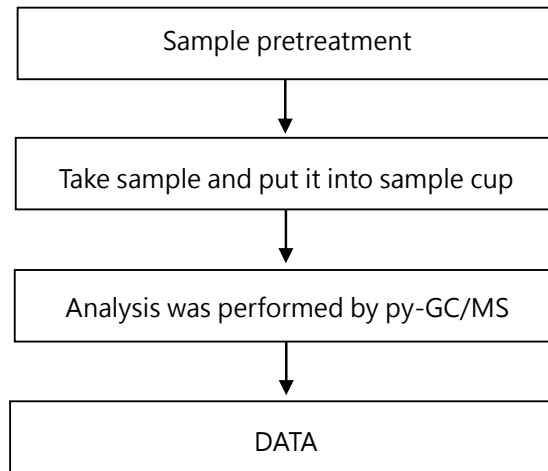 Sample pretreatment
Take sample and put it into sample cup
Analysis was performed by py-GC/MS
DATA